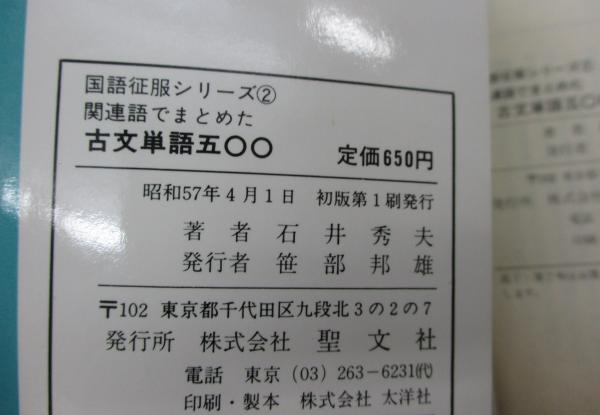 国語征服シリーズ②
関連語でまとめた
古文単語五〇〇 定価650円
昭和57年4月1日 初版第1刷発行
著者 石井秀夫
発行者 笹部邦雄
〒102 東京都千代田区九段北3の2の7
発行所 株式会社 聖文社
電話 東京(03)263-6231(代)
印刷・製本 株式会社 太洋社